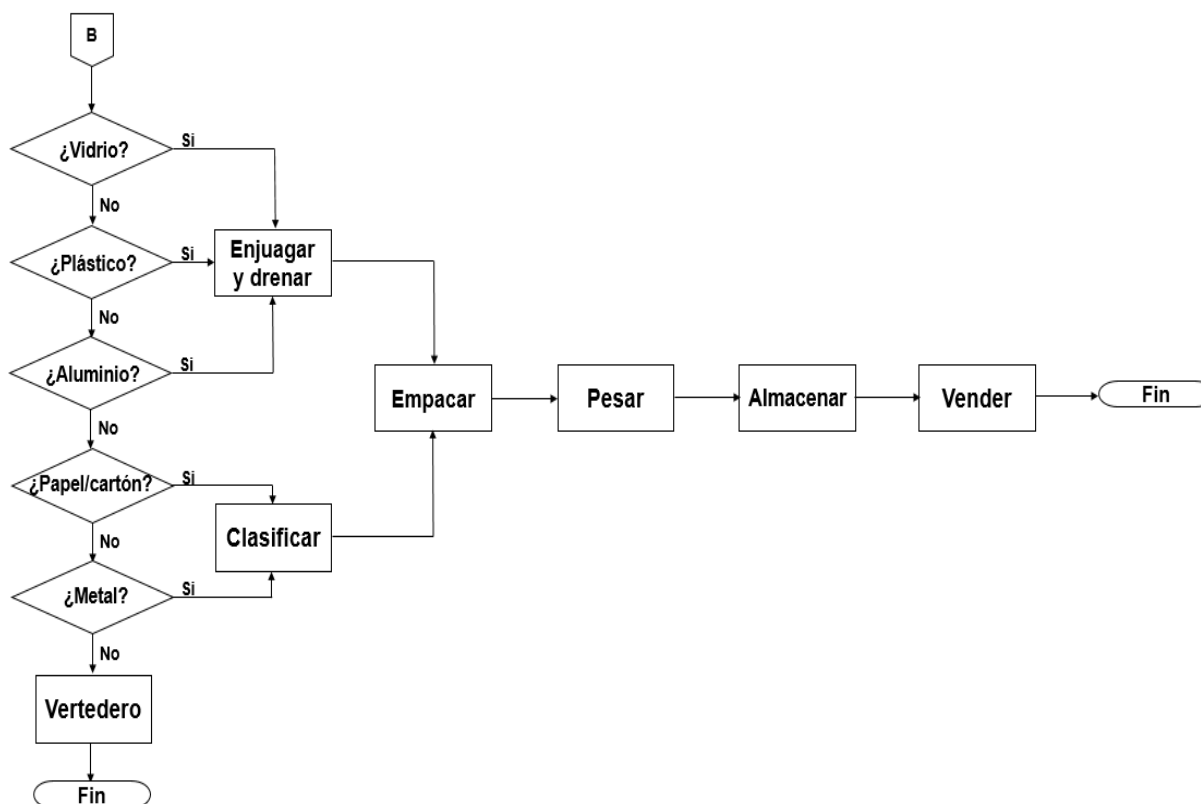 B
¿Vidrio?
Si
No
¿Plástico?
Si
Enjuagar
y drenar
No
¿Aluminio?
Si
No
Empacar
Pesar
Almacenar
Vender
Fin
¿Papel/cartón?
Si
Clasificar
No
¿Metal?
Si
No
Vertedero
Fin